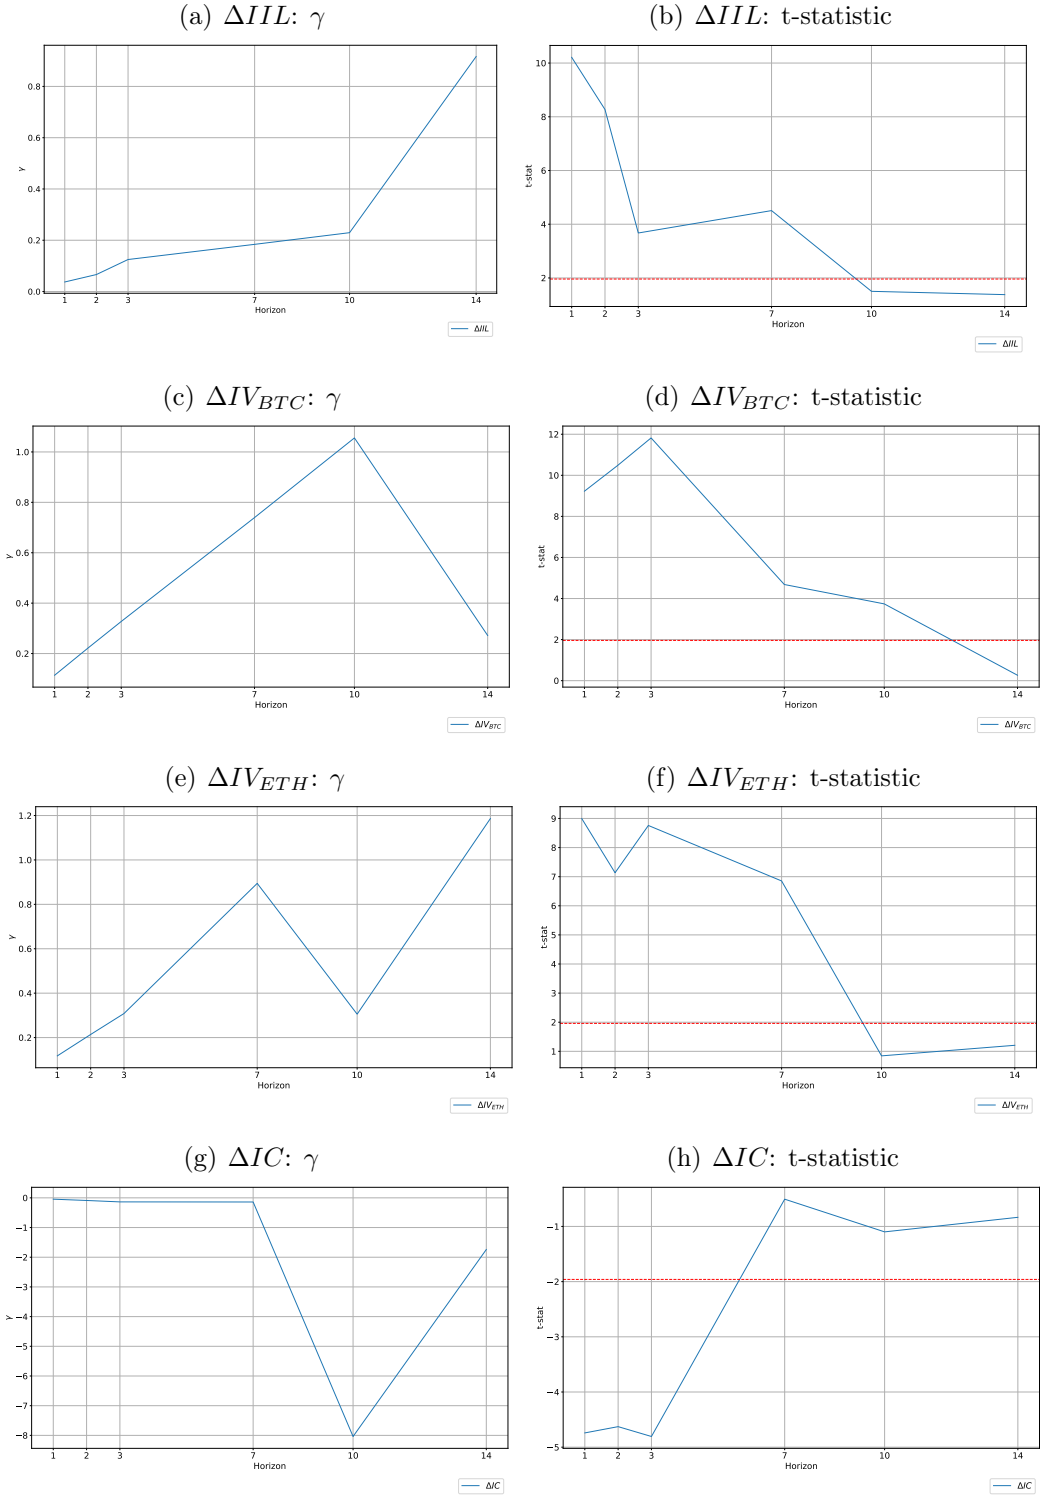 (a) ΔIIL: γ
0.8
0.6
0.4
0.2
0.0
γ
1 2 3 7 10 14
Horizon
ΔIIL
(b) ΔIIL: t-statistic
10
8
6
4
2
t-stat
1 2 3 7 10 14
Horizon
ΔIIL
(c) ΔIV_BTC: γ
1.0
0.8
0.6
0.4
0.2
γ
1 2 3 7 10 14
Horizon
ΔIV_BTC
(d) ΔIV_BTC: t-statistic
12
10
8
6
4
2
0
t-stat
1 2 3 7 10 14
Horizon
ΔIV_BTC
(e) ΔIV_ETH: γ
1.2
1.0
0.8
0.6
0.4
0.2
γ
1 2 3 7 10 14
Horizon
ΔIV_ETH
(f) ΔIV_ETH: t-statistic
9
8
7
6
5
4
3
2
1
t-stat
1 2 3 7 10 14
Horizon
ΔIV_ETH
(g) ΔIC: γ
0
−1
−2
−3
−4
−5
−6
−7
−8
γ
1 2 3 7 10 14
Horizon
ΔIC
(h) ΔIC: t-statistic
−1
−2
−3
−4
−5
t-stat
1 2 3 7 10 14
Horizon
ΔIC